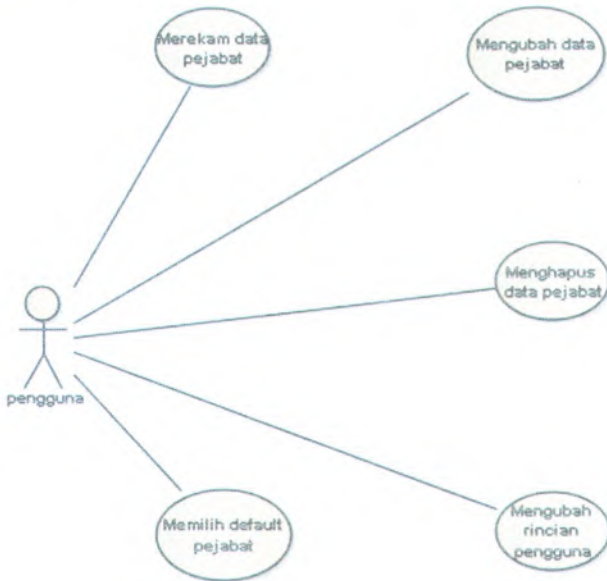 Merekam data
pejabat
Mengubah data
pejabat
Menghapus
data pejabat
pengguna
Memilih default
pejabat
Mengubah
rincian
pengguna